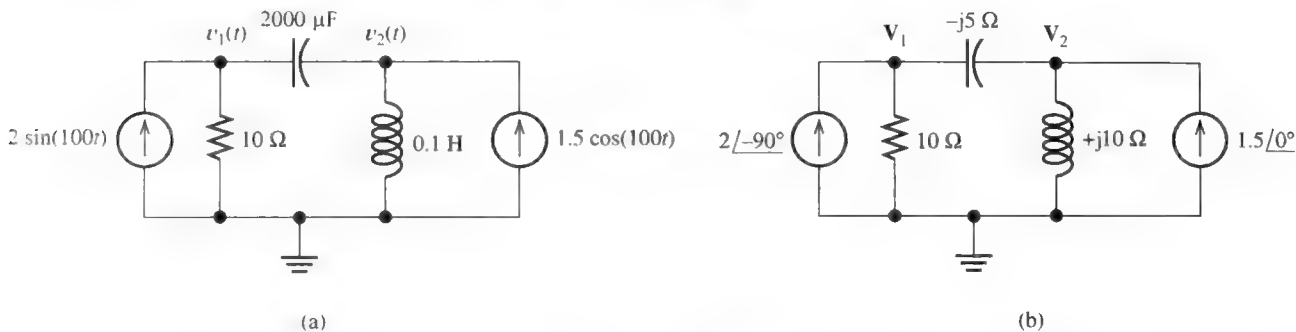 2000 μF
v₁(t)
v₂(t)
2 sin(100t)
10 Ω
0.1 H
1.5 cos(100t)
(a)
−j5 Ω
V₁
V₂
2/−90°
10 Ω
+j10 Ω
1.5/0°
(b)